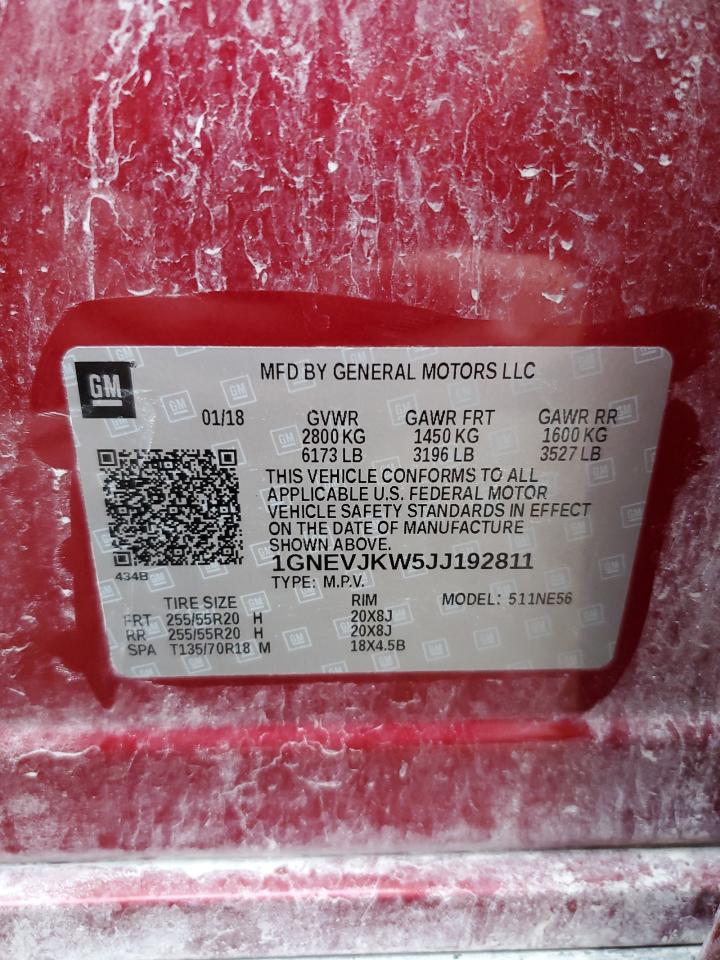 GM
MFD BY GENERAL MOTORS LLC
01/18 GVWR GAWR FRT GAWR RR
2800 KG 1450 KG 1600 KG
6173 LB 3196 LB 3527 LB
THIS VEHICLE CONFORMS TO ALL
APPLICABLE U.S. FEDERAL MOTOR
VEHICLE SAFETY STANDARDS IN EFFECT
ON THE DATE OF MANUFACTURE
SHOWN ABOVE.
1GNEVJKW5JJ192811
434B
TYPE: M.P.V.
TIRE SIZE RIM MODEL: 511NE56
FRT 255/55R20 H 20X8J
RR 255/55R20 H 20X8J
SPA T135/70R18 M 18X4.5B